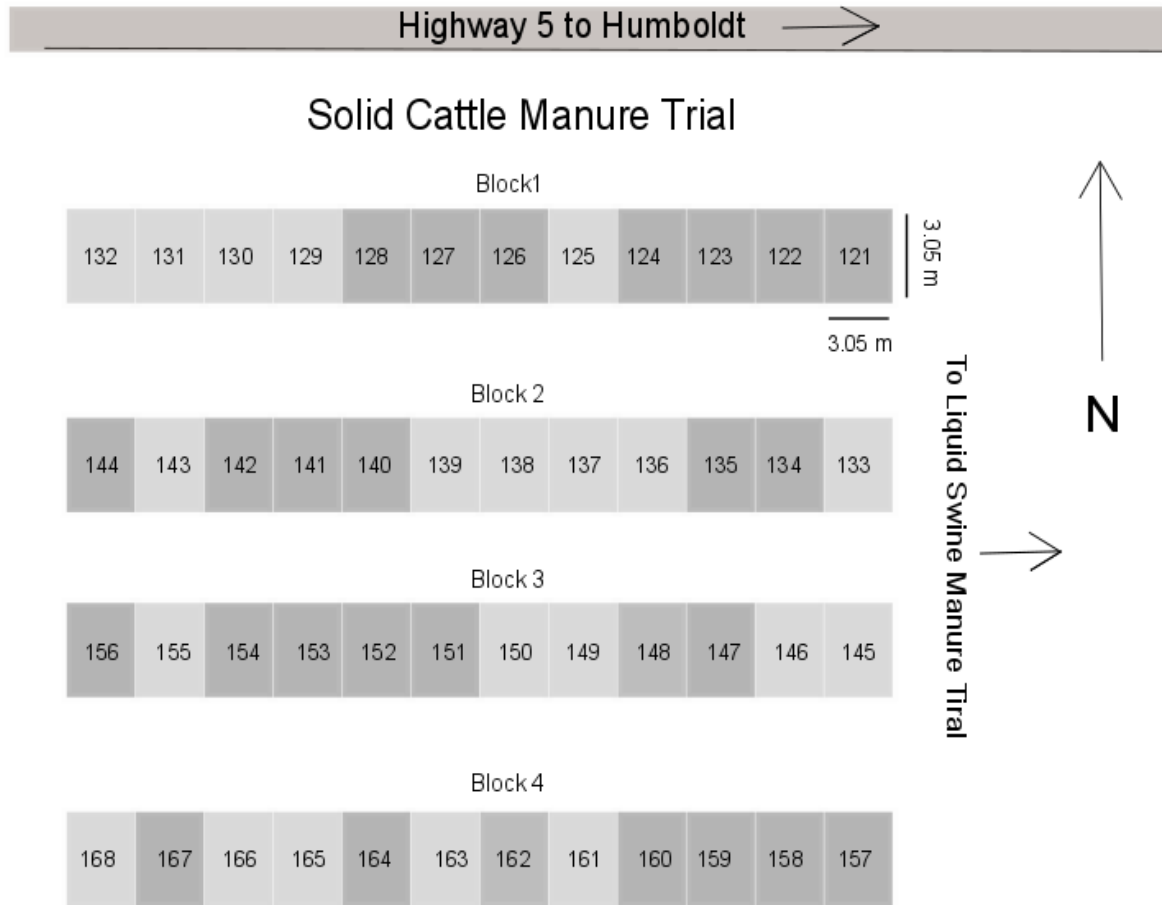 Highway 5 to Humboldt
Solid Cattle Manure Trial
Block1
132 131 130 129 128 127 126 125 124 123 122 121
3.05 m
3.05 m
Block 2
144 143 142 141 140 139 138 137 136 135 134 133
To Liquid Swine Manure Tiral
N
Block 3
156 155 154 153 152 151 150 149 148 147 146 145
Block 4
168 167 166 165 164 163 162 161 160 159 158 157